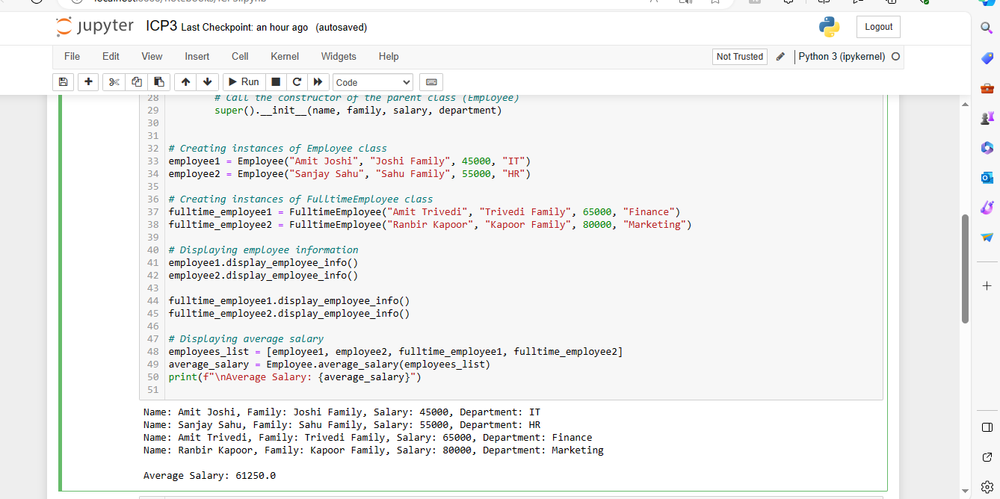 jupyter ICP3 Last Checkpoint: an hour ago (autosaved)
Logout
File Edit View Insert Cell Kernel Widgets Help
Not Trusted Python 3 (ipykernel)
Run Code
28 # Call the constructor of the parent class (Employee)
29 super().__init__(name, family, salary, department)
30
31
32 # Creating instances of Employee class
33 employee1 = Employee("Amit Joshi", "Joshi Family", 45000, "IT")
34 employee2 = Employee("Sanjay Sahu", "Sahu Family", 55000, "HR")
35
36 # Creating instances of FulltimeEmployee class
37 fulltime_employee1 = FulltimeEmployee("Amit Trivedi", "Trivedi Family", 65000, "Finance")
38 fulltime_employee2 = FulltimeEmployee("Ranbir Kapoor", "Kapoor Family", 80000, "Marketing")
39
40 # Displaying employee information
41 employee1.display_employee_info()
42 employee2.display_employee_info()
43
44 fulltime_employee1.display_employee_info()
45 fulltime_employee2.display_employee_info()
46
47 # Displaying average salary
48 employees_list = [employee1, employee2, fulltime_employee1, fulltime_employee2]
49 average_salary = Employee.average_salary(employees_list)
50 print(f"\nAverage Salary: {average_salary}")
51
Name: Amit Joshi, Family: Joshi Family, Salary: 45000, Department: IT
Name: Sanjay Sahu, Family: Sahu Family, Salary: 55000, Department: HR
Name: Amit Trivedi, Family: Trivedi Family, Salary: 65000, Department: Finance
Name: Ranbir Kapoor, Family: Kapoor Family, Salary: 80000, Department: Marketing
Average Salary: 61250.0